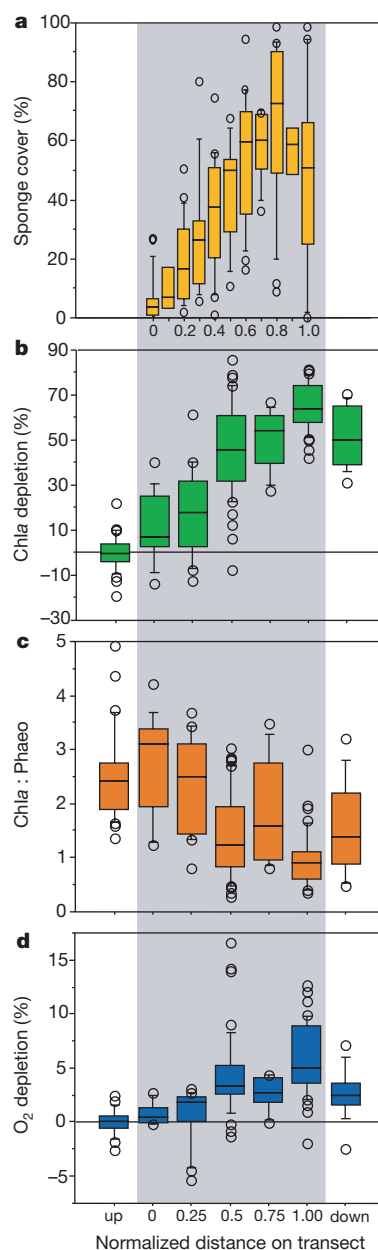 a
Sponge cover (%)
100
80
60
40
20
0
0 0.2 0.4 0.6 0.8 1.0
b
Chla depletion (%)
90
70
50
30
10
−10
−30
c
Chla : Phaeo
5
4
3
2
1
0
d
O₂ depletion (%)
15
10
5
0
−5
up 0 0.25 0.5 0.75 1.00 down
Normalized distance on transect